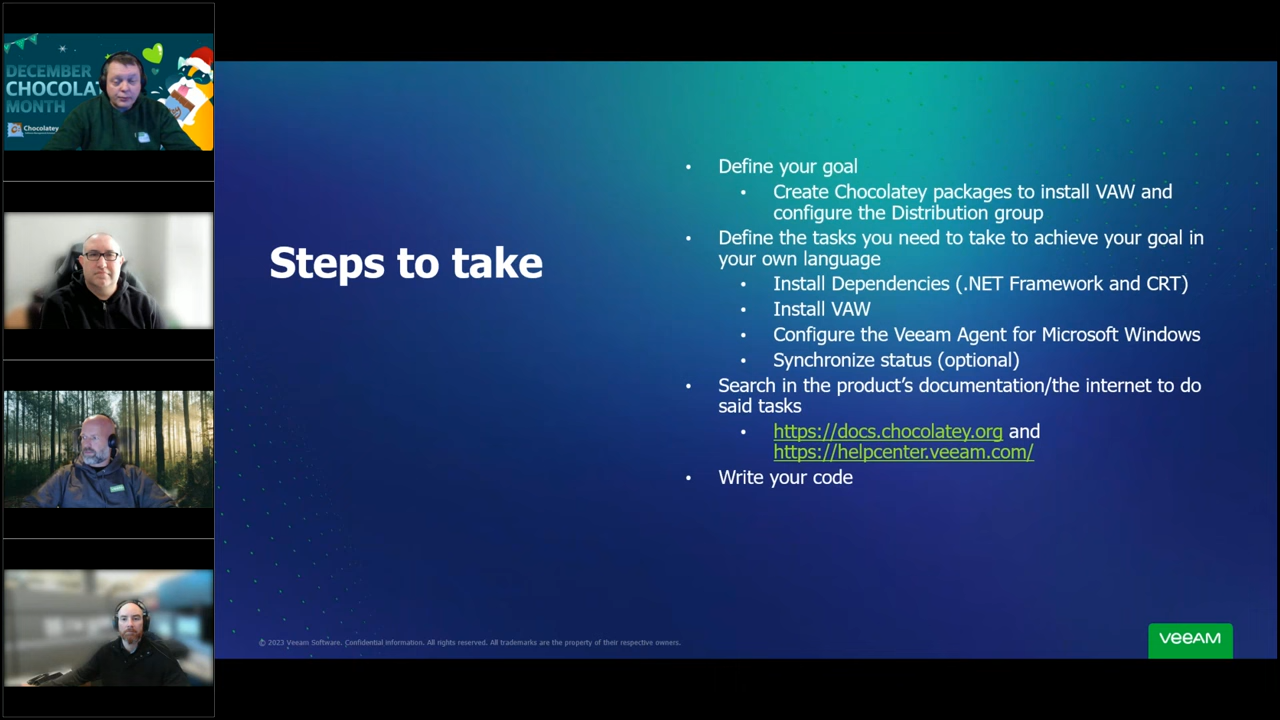 DECEMBER
CHOCOLA
MONTH
Chocolatey
Steps to take
• Define your goal
• Create Chocolatey packages to install VAW and
configure the Distribution group
• Define the tasks you need to take to achieve your goal in
your own language
• Install Dependencies (.NET Framework and CRT)
• Install VAW
• Configure the Veeam Agent for Microsoft Windows
• Synchronize status (optional)
• Search in the product’s documentation/the internet to do
said tasks
• https://docs.chocolatey.org and
https://helpcenter.veeam.com/
• Write your code
© 2023 Veeam Software. Confidential information. All rights reserved. All trademarks are the property of their respective owners.
VEEAM